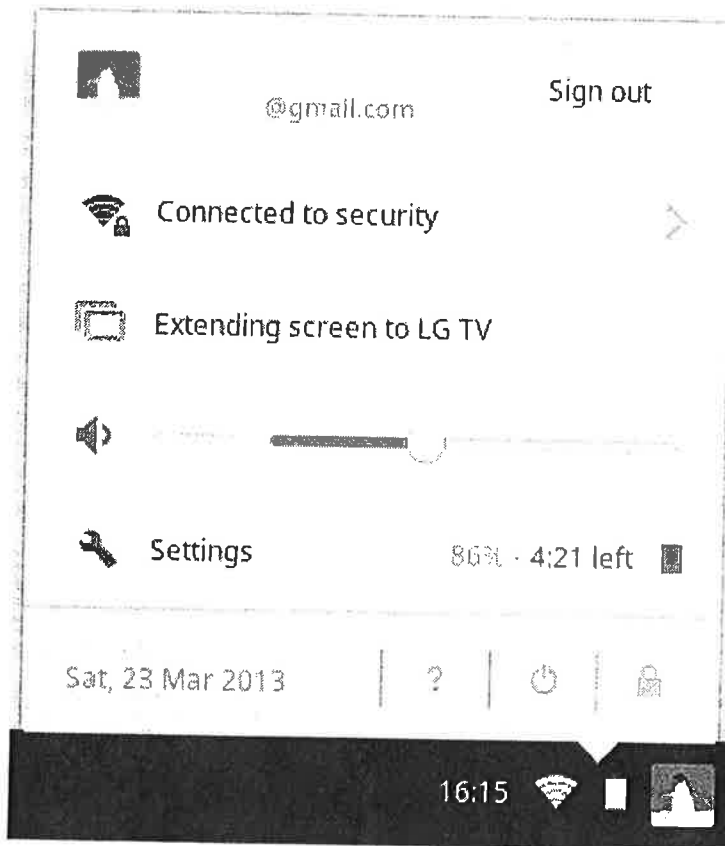 @gmail.com
Sign out
Connected to security
Extending screen to LG TV
Settings
86% - 4:21 left
Sat, 23 Mar 2013
?
16:15